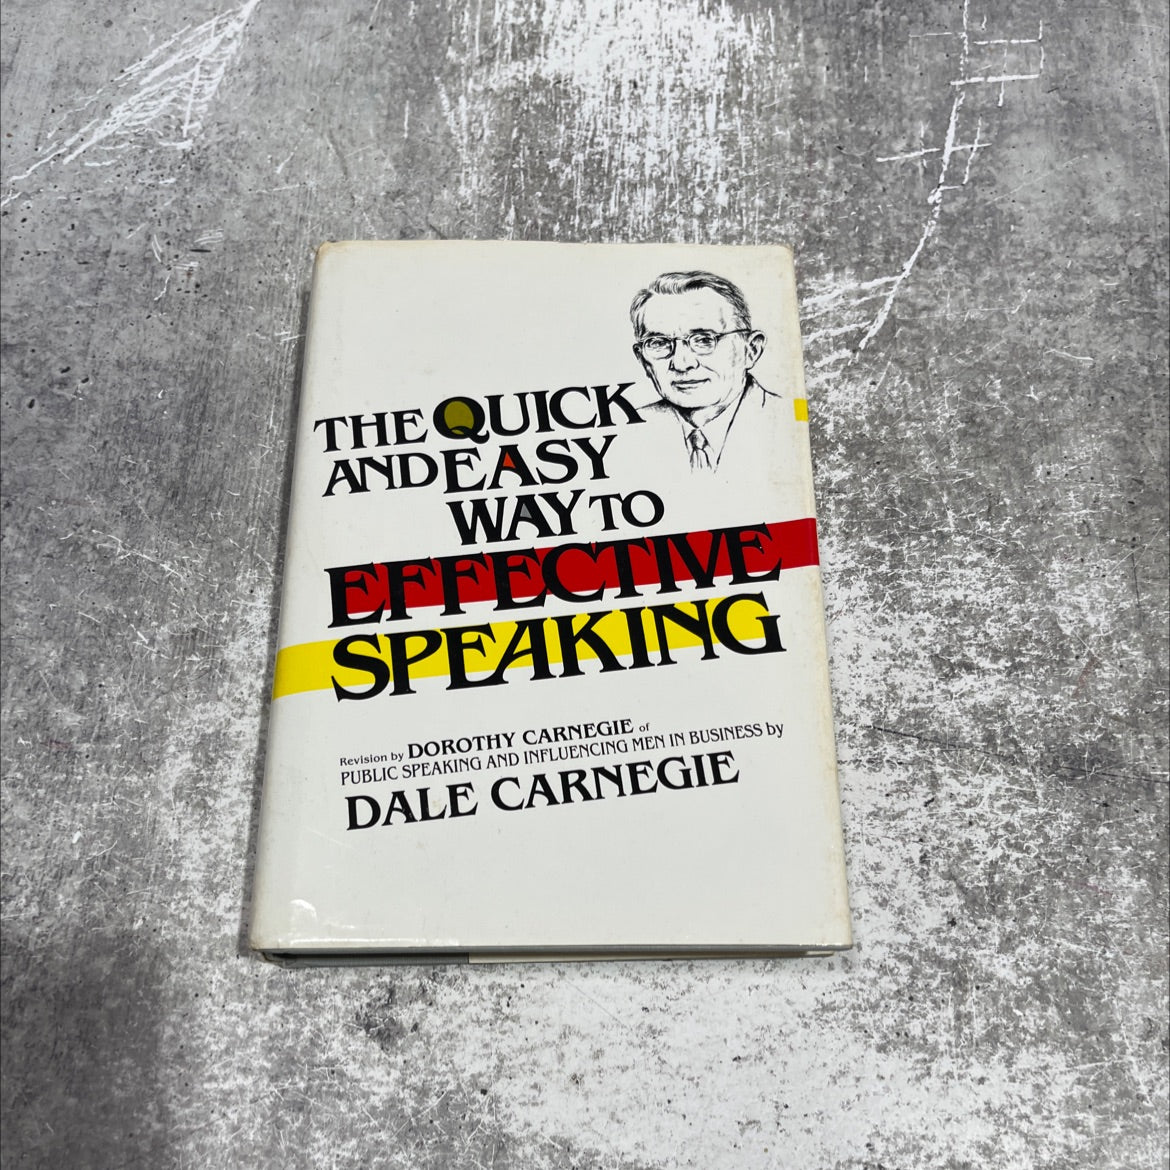 THE QUICK
AND EASY
WAY TO
EFFECTIVE
SPEAKING
Revision by DOROTHY CARNEGIE of
PUBLIC SPEAKING AND INFLUENCING MEN IN BUSINESS by
DALE CARNEGIE